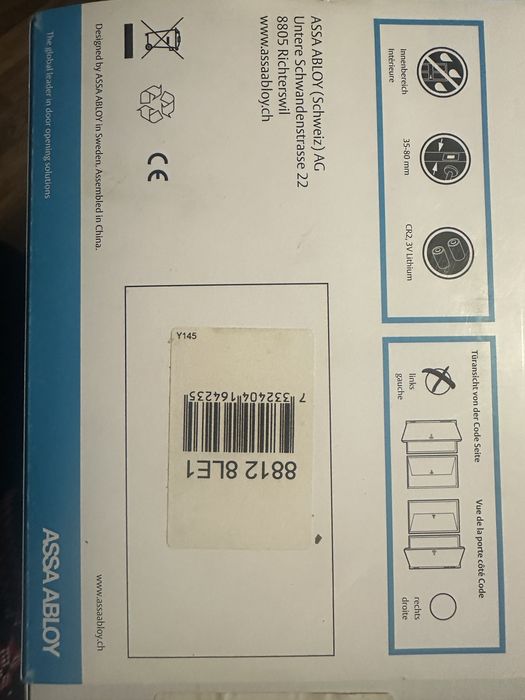 Innenbereich
Intérieure
35-80 mm
CR2, 3V Lithium
Türansicht von der Code Seite
Vue de la porte côté Code
links
gauche
rechts
droite
ASSA ABLOY (Schweiz) AG
Untere Schwandenstrasse 22
8805 Richterswil
www.assaabloy.ch
CE
Y145
7 332404 164235
8812 8LE1
Designed by ASSA ABLOY in Sweden. Assembled in China.
www.assaabloy.ch
The global leader in door opening solutions
ASSA ABLOY